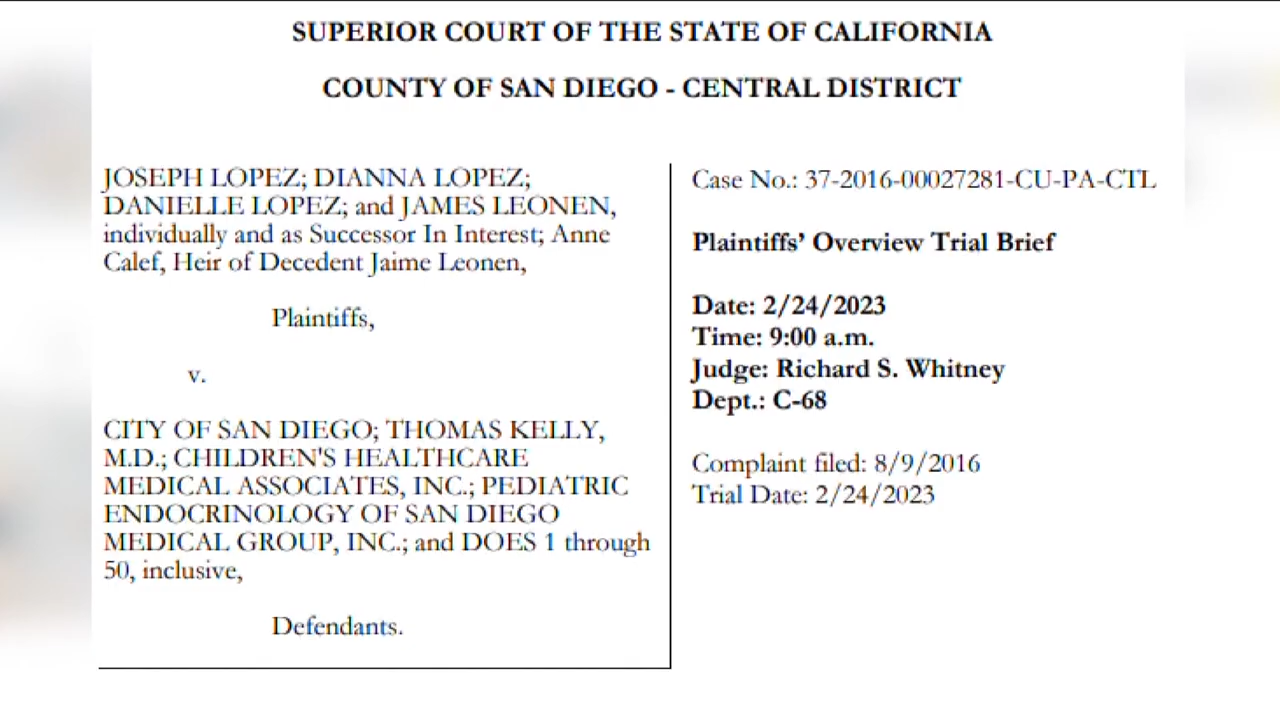 SUPERIOR COURT OF THE STATE OF CALIFORNIA
COUNTY OF SAN DIEGO - CENTRAL DISTRICT
JOSEPH LOPEZ; DIANNA LOPEZ;
DANIELLE LOPEZ; and JAMES LEONEN,
individually and as Successor In Interest; Anne
Calef, Heir of Decedent Jaime Leonen,
Plaintiffs,
v.
CITY OF SAN DIEGO; THOMAS KELLY,
M.D.; CHILDREN'S HEALTHCARE
MEDICAL ASSOCIATES, INC.; PEDIATRIC
ENDOCRINOLOGY OF SAN DIEGO
MEDICAL GROUP, INC.; and DOES 1 through
50, inclusive,
Defendants.
Case No.: 37-2016-00027281-CU-PA-CTL
Plaintiffs’ Overview Trial Brief
Date: 2/24/2023
Time: 9:00 a.m.
Judge: Richard S. Whitney
Dept.: C-68
Complaint filed: 8/9/2016
Trial Date: 2/24/2023